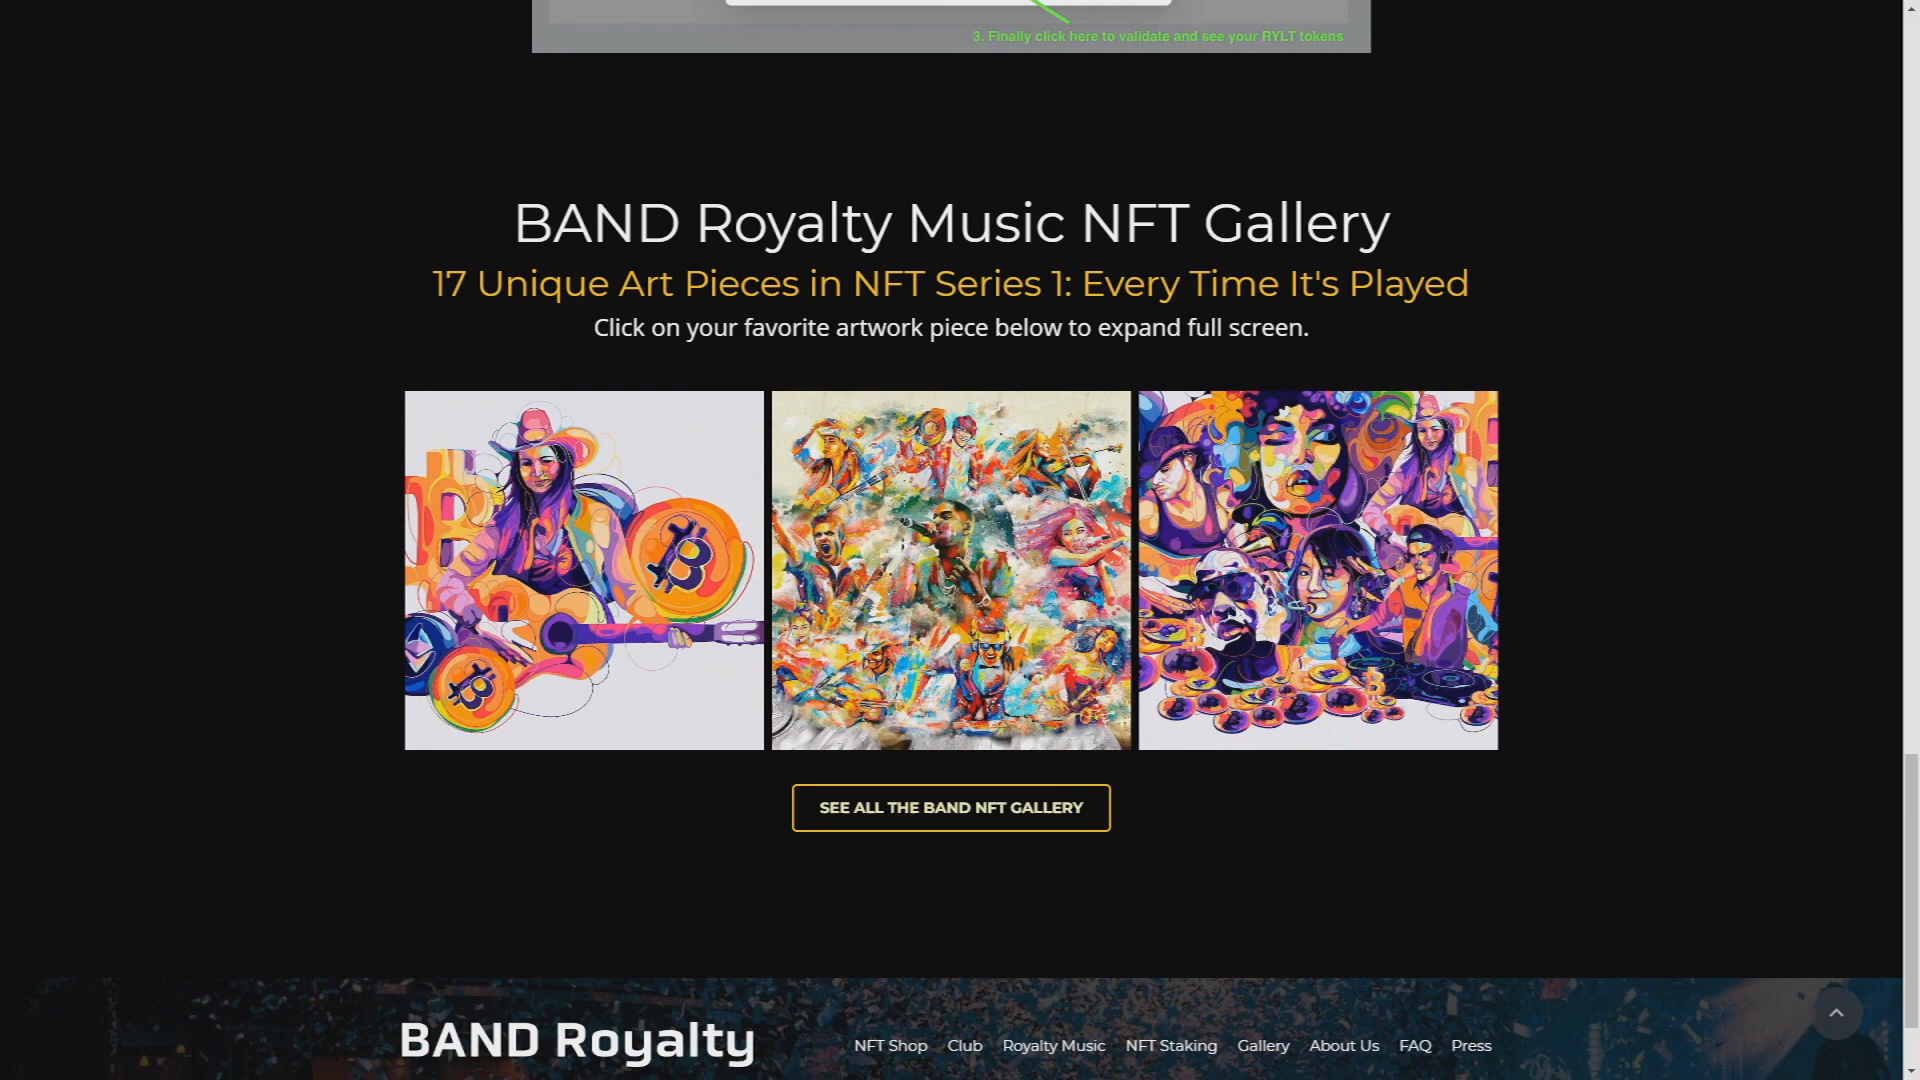 3. Finally click here to validate and see your RYLT tokens
BAND Royalty Music NFT Gallery
17 Unique Art Pieces in NFT Series 1: Every Time It's Played
Click on your favorite artwork piece below to expand full screen.
SEE ALL THE BAND NFT GALLERY
BAND Royalty
NFT Shop Club Royalty Music NFT Staking Gallery About Us FAQ Press